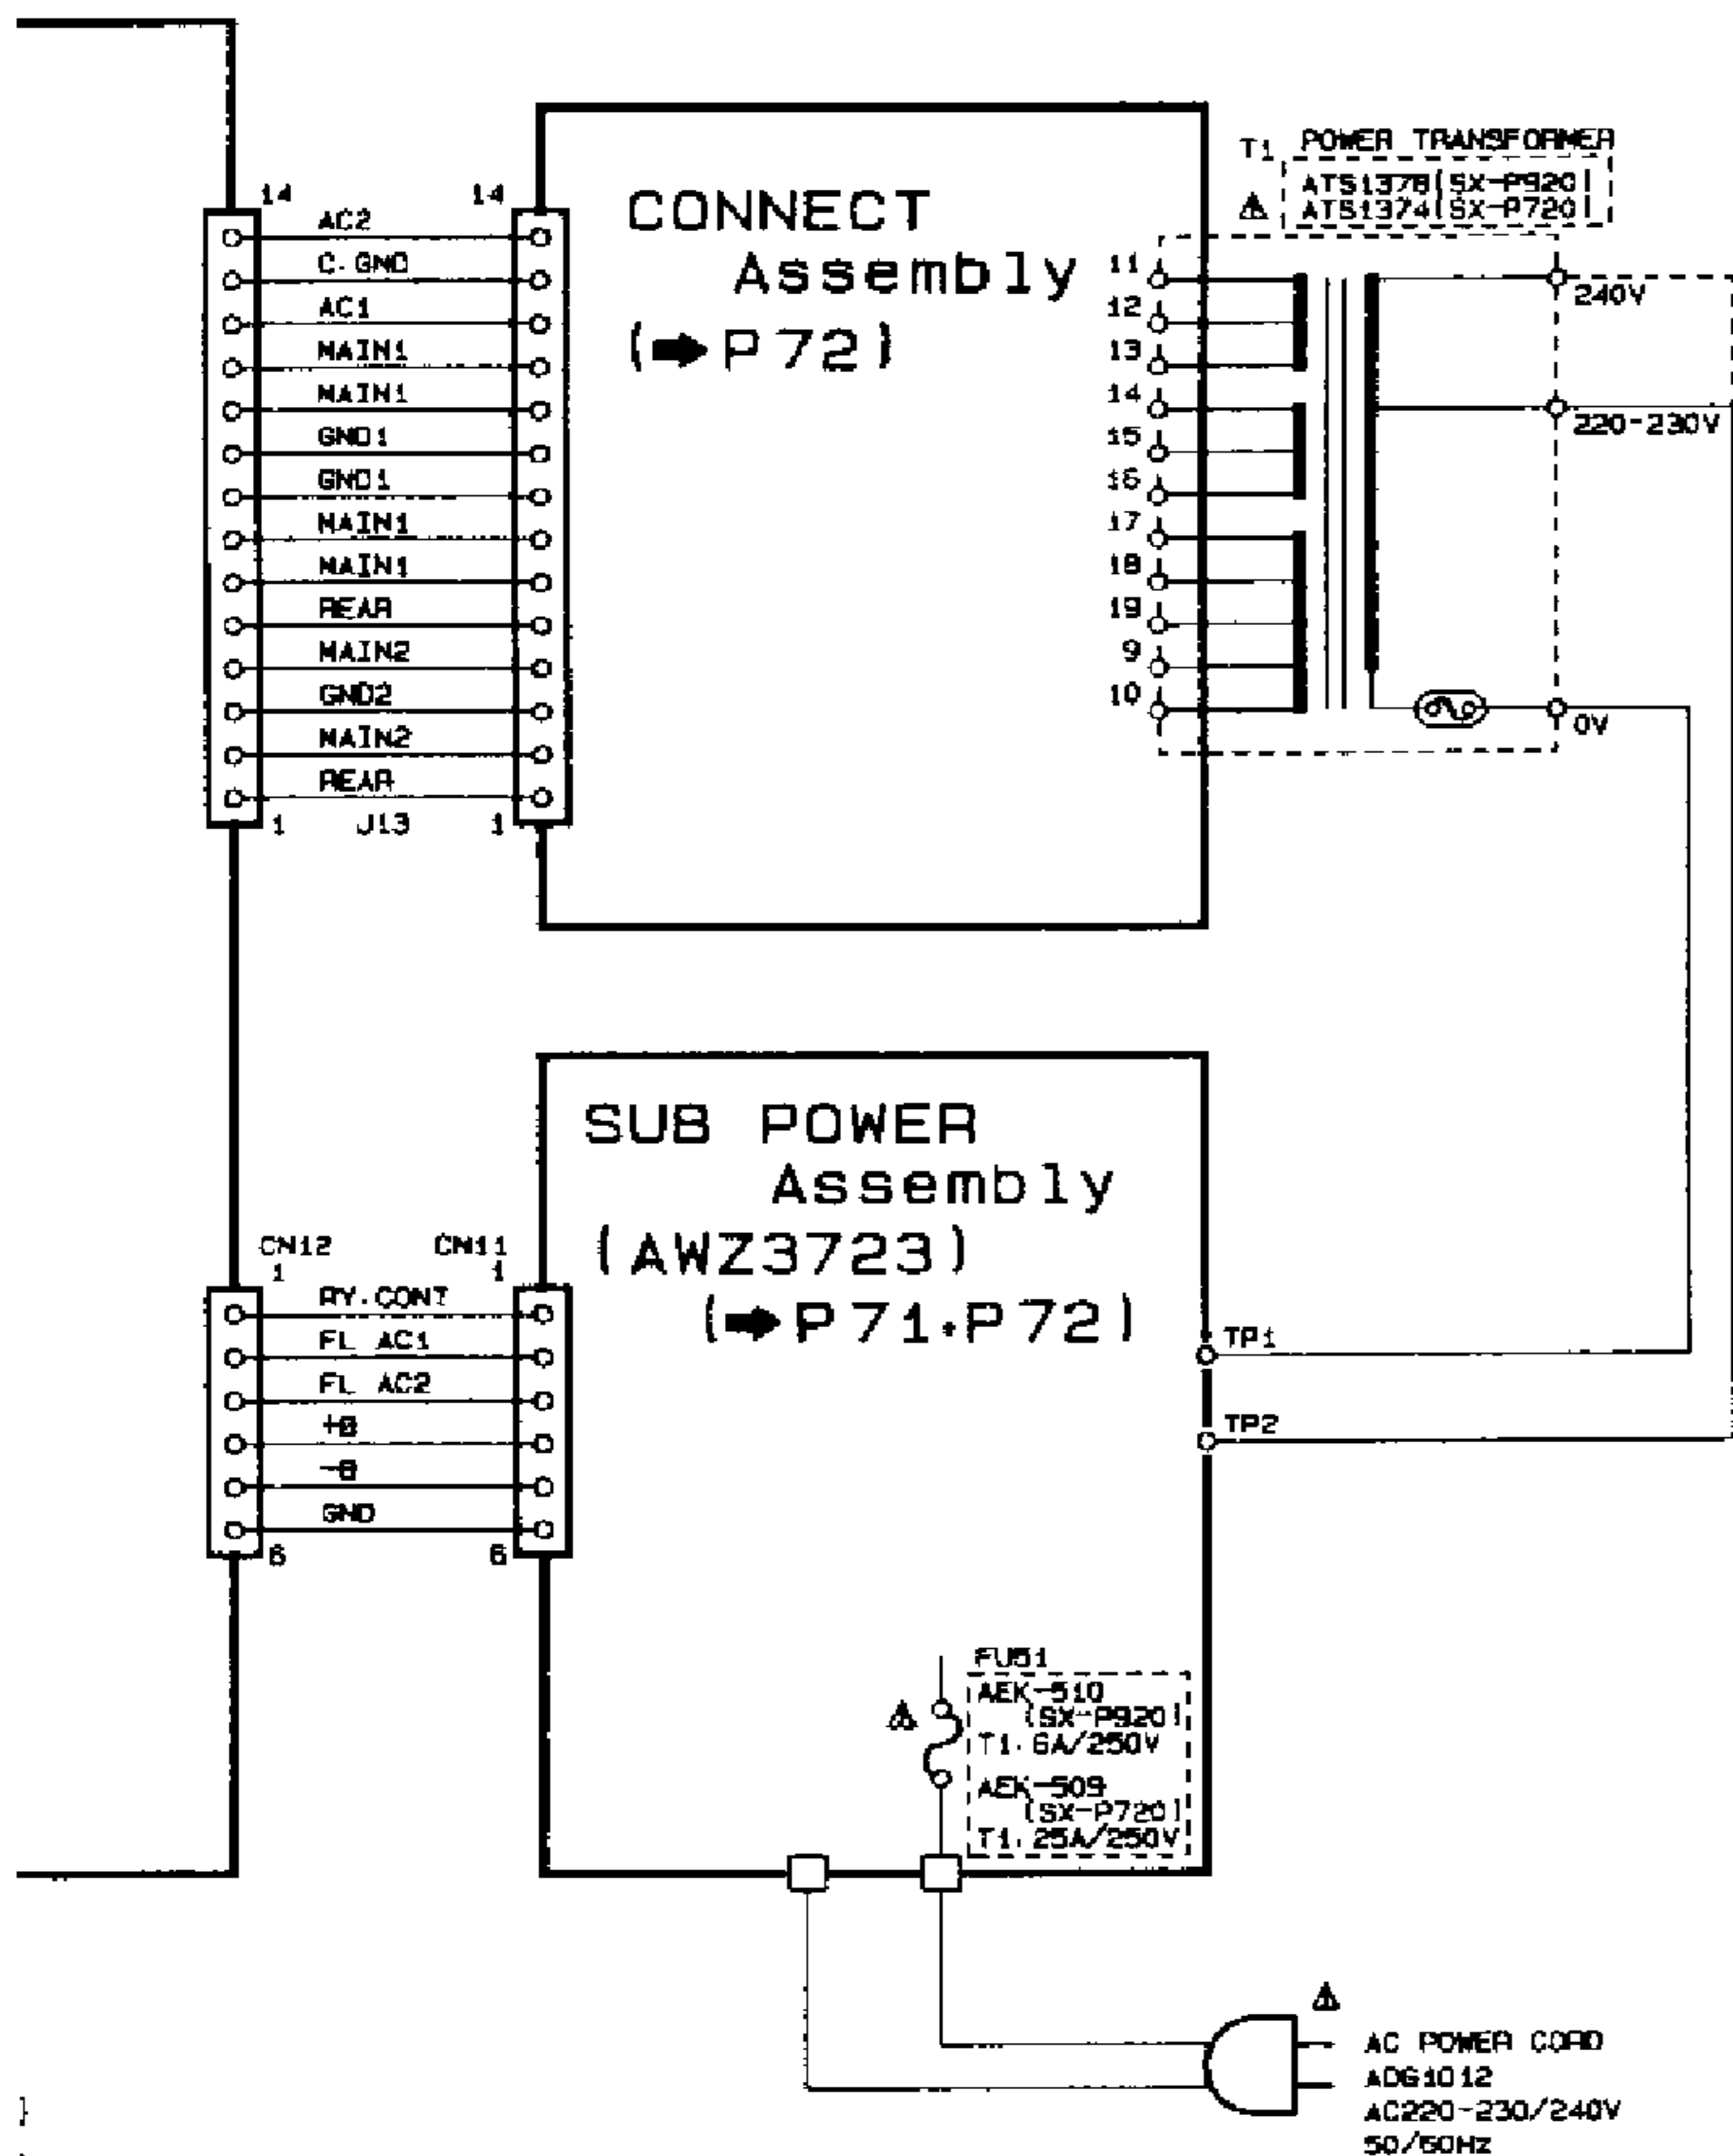 14
14
AC2
C.GND
AC1
MAIN1
MAIN1
GND1
GND1
MAIN1
MAIN1
REAR
MAIN2
GND2
MAIN2
REAR
1
J13
1
CONNECT
Assembly
(➡P72)
T1
POWER TRANSFORMER
ATS1378(SX-P920)
ATS1374(SX-P720)
11
12
13
14
15
16
17
18
19
9
10
240V
220-230V
0V
SUB POWER
Assembly
(AWZ3723)
(➡P71·P72)
CN12
1
CN11
1
RY.CONT
FL AC1
FL AC2
GND
6
6
TP1
TP2
FU51
AEK-510
(SX-P920)
T1.6A/250V
AEK-509
(SX-P720)
T1.25A/250V
AC POWER CORD
ADG1012
AC220-230/240V
50/60Hz